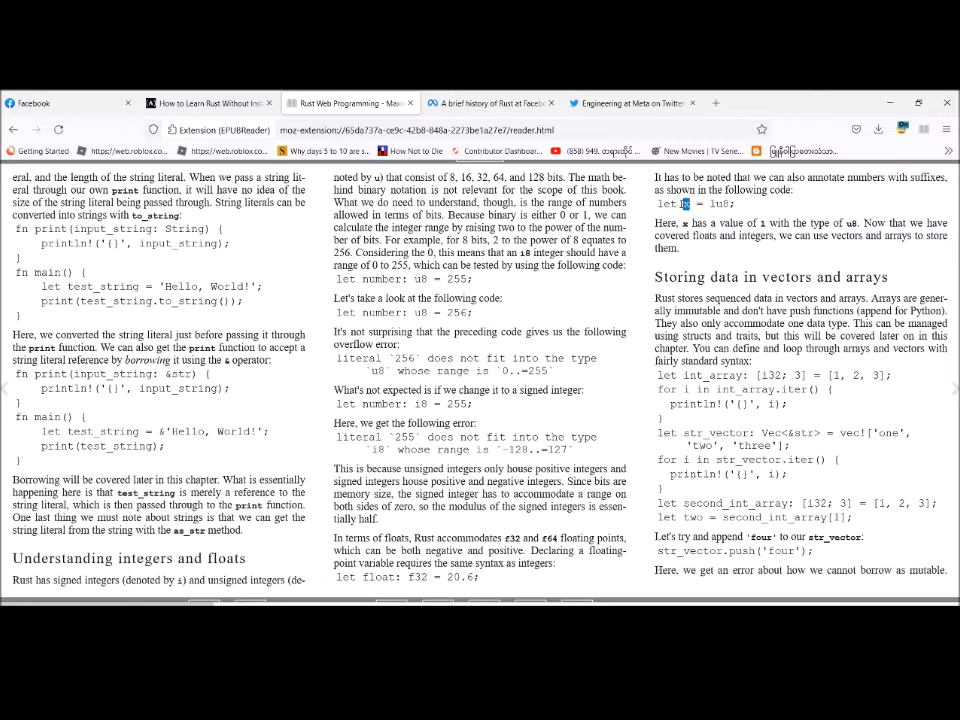 Facebook
How to Learn Rust Without Inst
Rust Web Programming - Maxw
A brief history of Rust at Faceb
Engineering at Meta on Twitter
Extension (EPUBReader)
moz-extension://65da737a-ce9c-42b8-848a-2273be1a27e7/reader.html
Getting Started
https://web.roblox.c...
https://web.roblox.c...
Why days 5 to 10 are s...
How Not to Die
Contributor Dashboa...
(858) 949. တရားထို...
New Movies | TV Ser...
eral, and the length of the string literal. When we pass a string lit-
eral through our own print function, it will have no idea of the
size of the string literal being passed through. String literals can
be converted into strings with to_string:
fn print(input_string: String) {
println!('{}', input_string);
}
fn main() {
let test_string = 'Hello, World!';
print(test_string.to_string());
}
Here, we converted the string literal just before passing it through
the print function. We can also get the print function to accept a
string literal reference by borrowing it using the & operator:
fn print(input_string: &str) {
println!('{}', input_string);
}
fn main() {
let test_string = &'Hello, World!';
print(test_string);
}
Borrowing will be covered later in this chapter. What is essentially
happening here is that test_string is merely a reference to the
string literal, which is then passed through to the print function.
One last thing we must note about strings is that we can get the
string literal from the string with the as_str method.
Understanding integers and floats
Rust has signed integers (denoted by i) and unsigned integers (de-
noted by u) that consist of 8, 16, 32, 64, and 128 bits. The math be-
hind binary notation is not relevant for the scope of this book.
What we do need to understand, though, is the range of numbers
allowed in terms of bits. Because binary is either 0 or 1, we can
calculate the integer range by raising two to the power of the num-
ber of bits. For example, for 8 bits, 2 to the power of 8 equates to
256. Considering the 0, this means that an i8 integer should have a
range of 0 to 255, which can be tested by using the following code:
let number: u8 = 255;
Let's take a look at the following code:
let number: u8 = 256;
It's not surprising that the preceding code gives us the following
overflow error:
literal `256` does not fit into the type
`u8` whose range is `0..=255`
What's not expected is if we change it to a signed integer:
let number: i8 = 255;
Here, we get the following error:
literal `255` does not fit into the type
`i8` whose range is `-128..=127`
This is because unsigned integers only house positive integers and
signed integers house positive and negative integers. Since bits are
memory size, the signed integer has to accommodate a range on
both sides of zero, so the modulus of the signed integers is essen-
tially half.
In terms of floats, Rust accommodates f32 and f64 floating points,
which can be both negative and positive. Declaring a floating-
point variable requires the same syntax as integers:
let float: f32 = 20.6;
It has to be noted that we can also annotate numbers with suffixes,
as shown in the following code:
let x = 1u8;
Here, x has a value of 1 with the type of u8. Now that we have
covered floats and integers, we can use vectors and arrays to store
them.
Storing data in vectors and arrays
Rust stores sequenced data in vectors and arrays. Arrays are gener-
ally immutable and don't have push functions (append for Python).
They also only accommodate one data type. This can be managed
using structs and traits, but this will be covered later on in this
chapter. You can define and loop through arrays and vectors with
fairly standard syntax:
let int_array: [i32; 3] = [1, 2, 3];
for i in int_array.iter() {
println!('{}', i);
}
let str_vector: Vec<&str> = vec!['one',
'two', 'three'];
for i in str_vector.iter() {
println!('{}', i);
}
let second_int_array: [i32; 3] = [1, 2, 3];
let two = second_int_array[1];
Let's try and append 'four' to our str_vector:
str_vector.push('four');
Here, we get an error about how we cannot borrow as mutable.